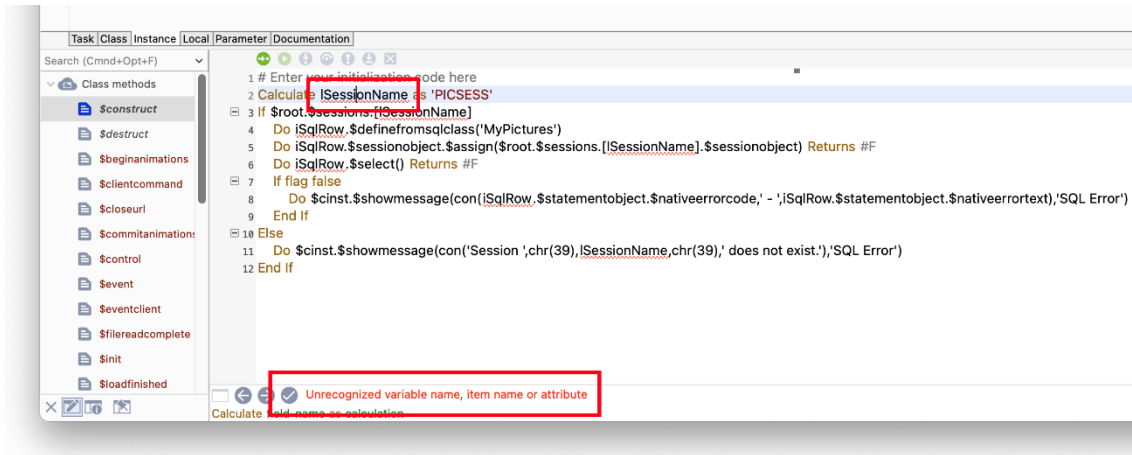 Task Class Instance Local Parameter Documentation
Search (Cmnd+Opt+F)
Class methods
$construct
$destruct
$beginanimations
$clientcommand
$closeurl
$commitanimations
$control
$event
$eventclient
$filereadcomplete
$init
$loadfinished
1 # Enter your initialization code here
2 Calculate lSessionName as 'PICSESS'
3 If $root.$sessions.[lSessionName]
4 Do iSqlRow.$definefromsqlclass('MyPictures')
5 Do iSqlRow.$sessionobject.$assign($root.$sessions.[lSessionName].$sessionobject) Returns #F
6 Do iSqlRow.$select() Returns #F
7 If flag false
8 Do $cinst.$showmessage(con(iSqlRow.$statementobject.$nativeerrorcode,' - ',iSqlRow.$statementobject.$nativeerrortext),'SQL Error')
9 End If
10 Else
11 Do $cinst.$showmessage(con('Session ',chr(39),lSessionName,chr(39),' does not exist.'),'SQL Error')
12 End If
Unrecognized variable name, item name or attribute
Calculate field-name as calculation